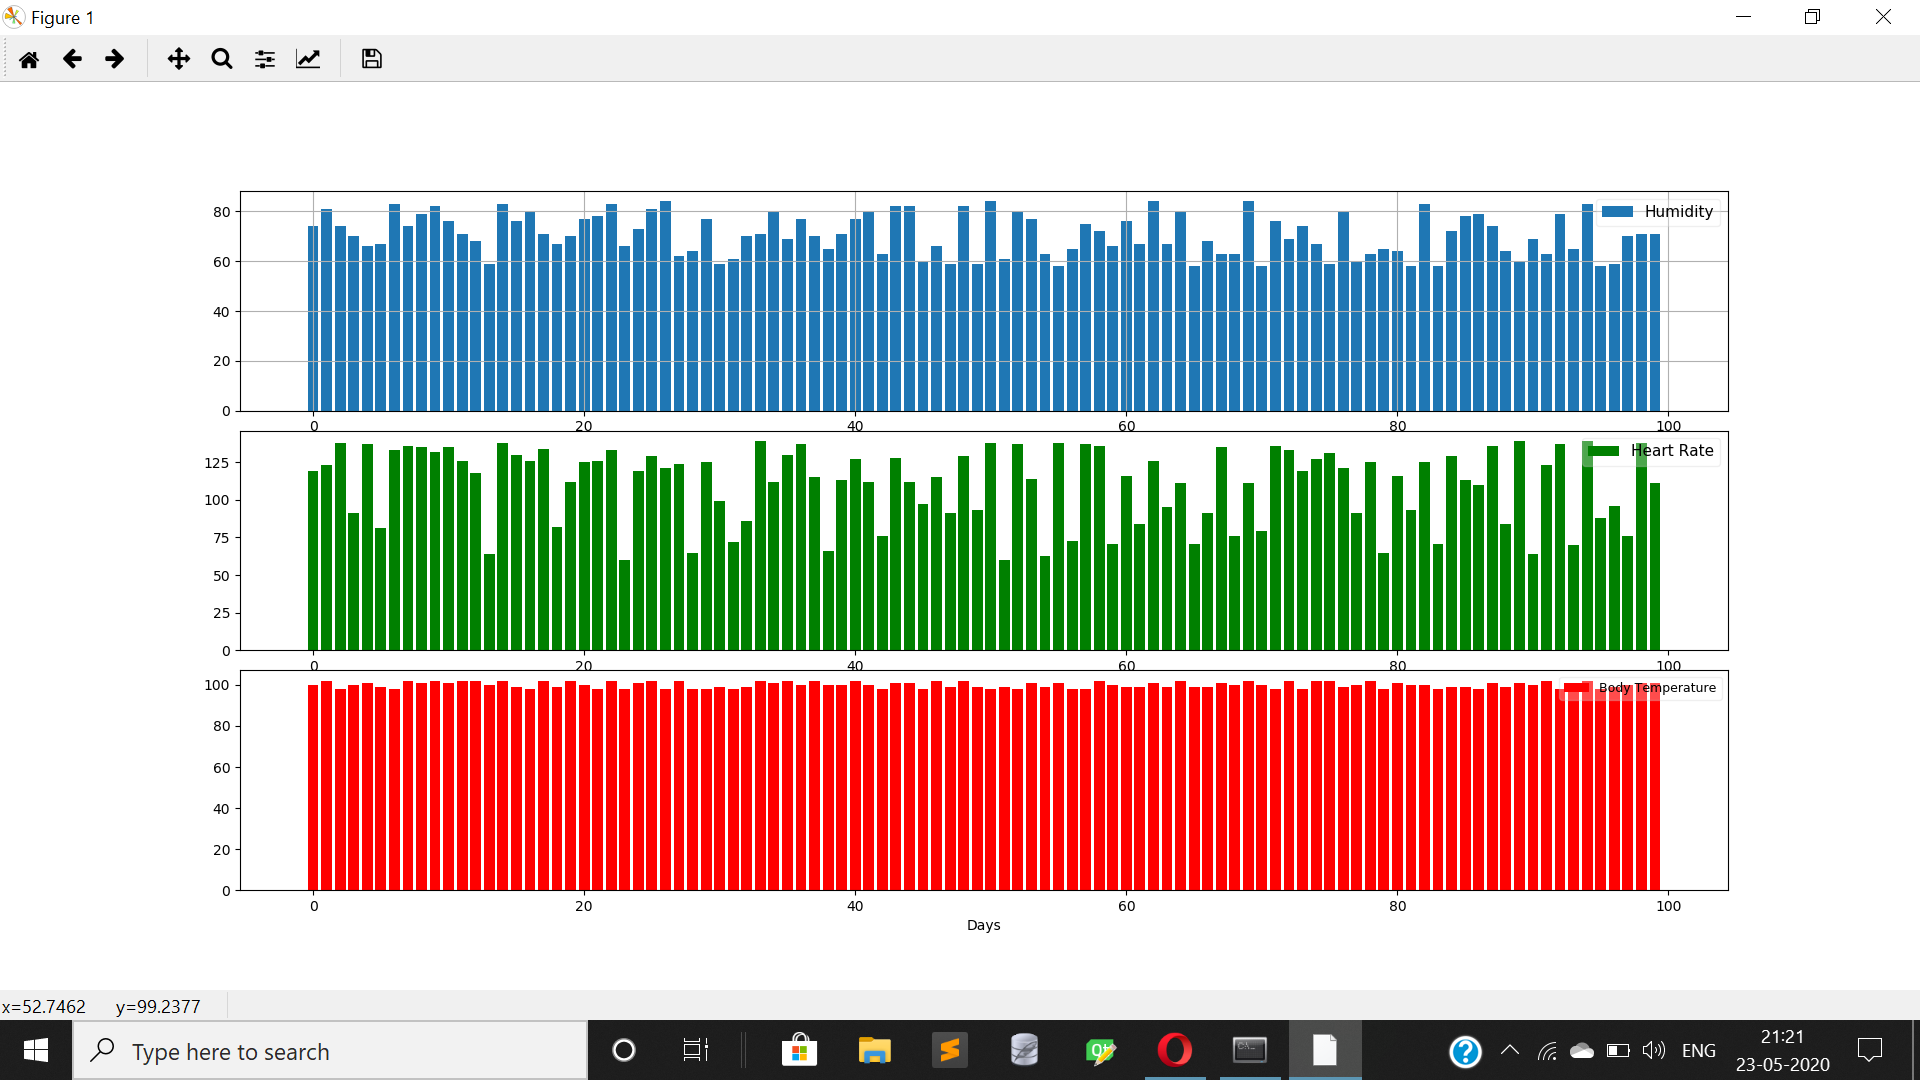 Figure 1
80
60
40
20
0
Humidity
0 20 40 60 80 100
125
100
75
50
25
0
Heart Rate
0 20 40 60 80 100
100
80
60
40
20
0
Body Temperature
0 20 40 60 80 100
Days
x=52.7462 y=99.2377
Type here to search
Qt
C:\_
?
ENG
21:21
23-05-2020